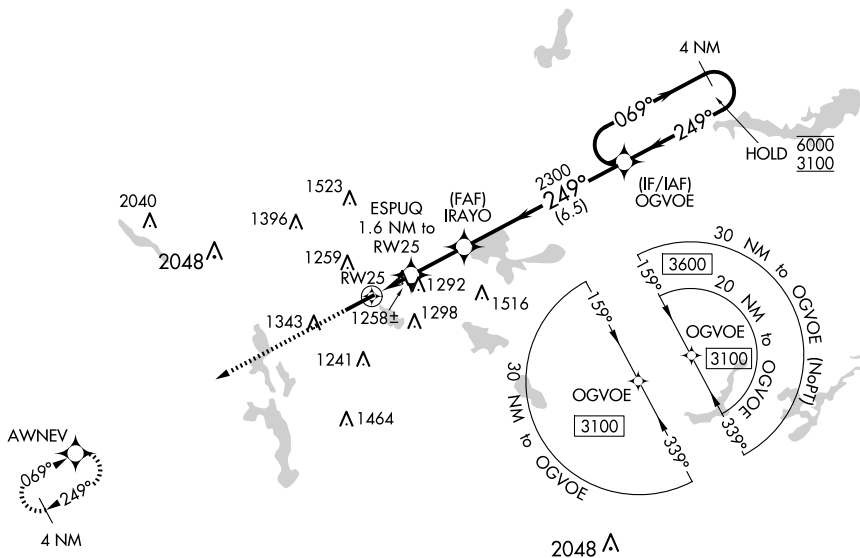 4 NM
069°
249°
HOLD
6000
3100
2300
249°
(6.5)
(IF/IAF)
OGVOE
(FAF)
IRAYO
1523
2040
1396
ESPUQ
1.6 NM to
RW25
2048
1259
RW25
1292
1516
1258±
1298
1343
1241
1464
30 NM to OGVOE (NoPT)
3600
159°
20 NM to OGVOE
OGVOE
3100
339°
159°
30 NM to OGVOE
OGVOE
3100
339°
AWNEV
069°
249°
4 NM
2048